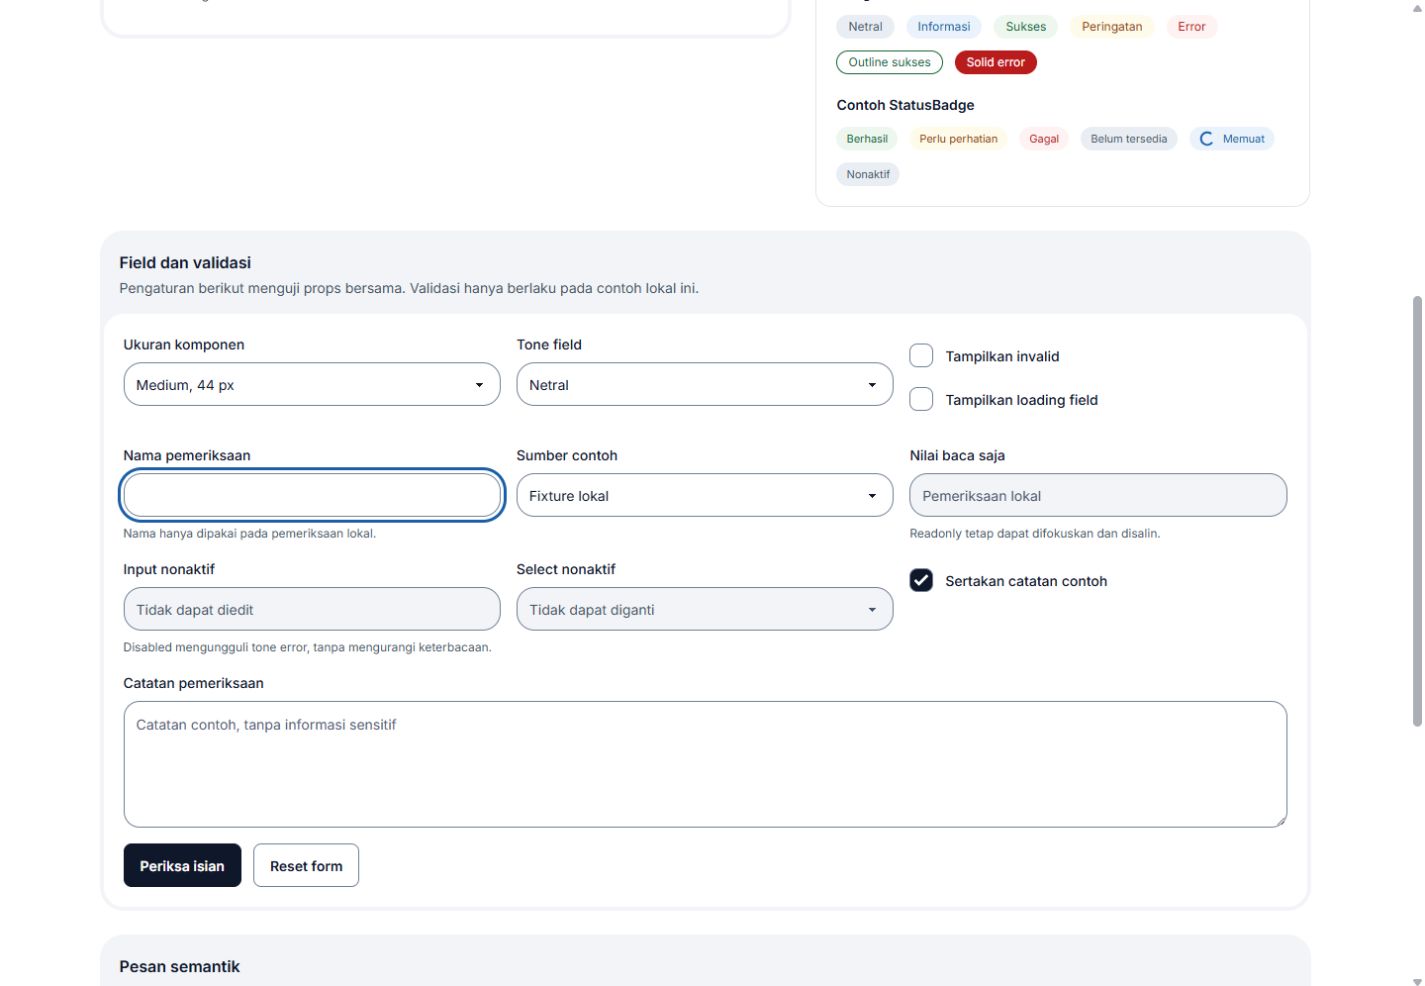 Netral
Informasi
Sukses
Peringatan
Error
Outline sukses
Solid error
Contoh StatusBadge
Berhasil
Perlu perhatian
Gagal
Belum tersedia
Memuat
Nonaktif
Field dan validasi
Pengaturan berikut menguji props bersama. Validasi hanya berlaku pada contoh lokal ini.
Ukuran komponen
Medium, 44 px
Tone field
Netral
Tampilkan invalid
Tampilkan loading field
Nama pemeriksaan
Nama hanya dipakai pada pemeriksaan lokal.
Sumber contoh
Fixture lokal
Nilai baca saja
Pemeriksaan lokal
Readonly tetap dapat difokuskan dan disalin.
Input nonaktif
Tidak dapat diedit
Disabled mengungguli tone error, tanpa mengurangi keterbacaan.
Select nonaktif
Tidak dapat diganti
Sertakan catatan contoh
Catatan pemeriksaan
Catatan contoh, tanpa informasi sensitif
Periksa isian
Reset form
Pesan semantik